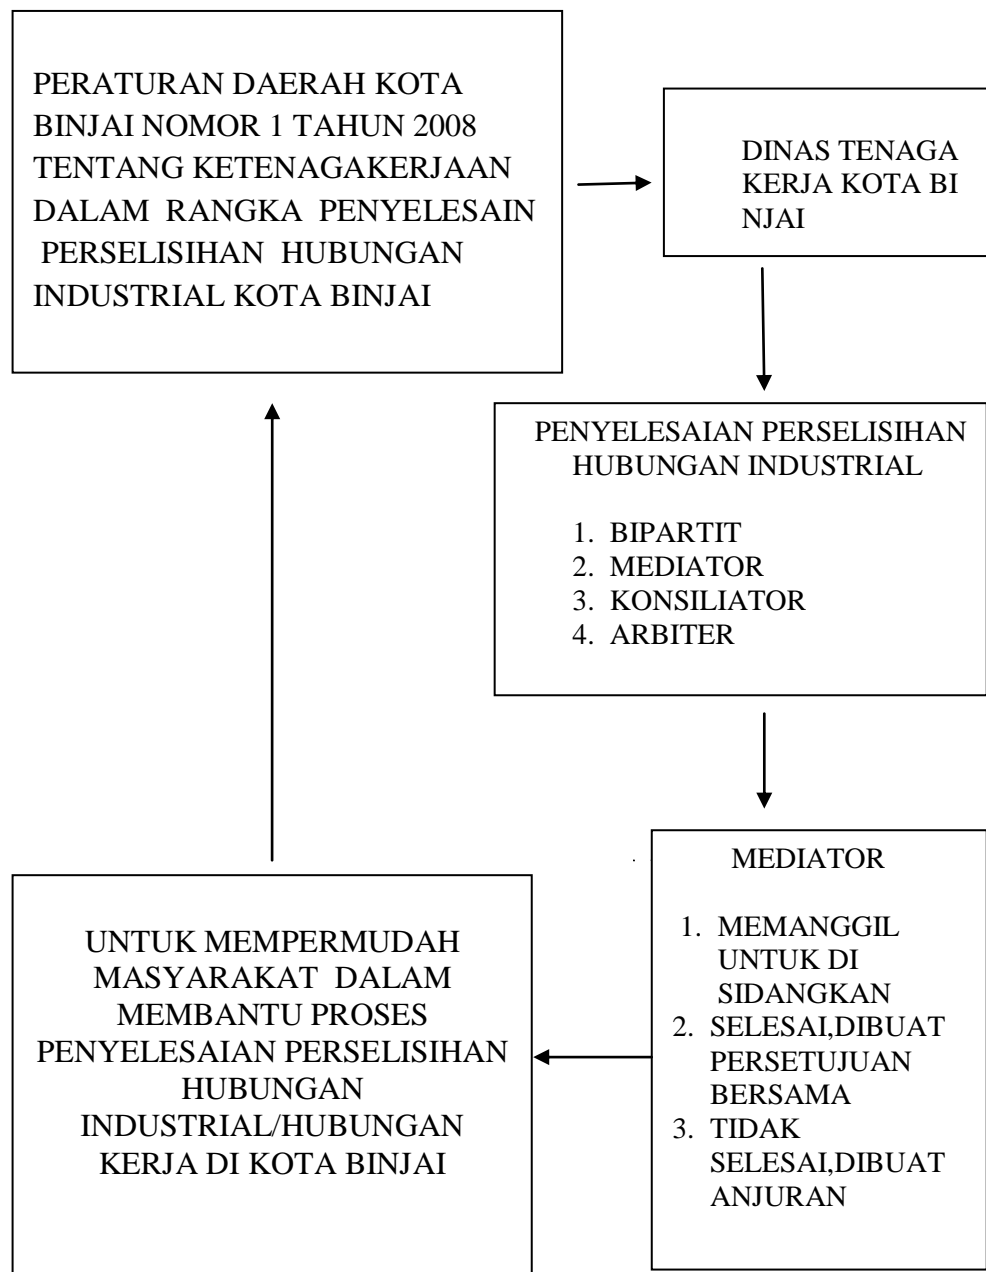 PERATURAN DAERAH KOTA
BINJAI NOMOR 1 TAHUN 2008
TENTANG KETENAGAKERJAAN
DALAM RANGKA PENYELESAIN
PERSELISIHAN HUBUNGAN
INDUSTRIAL KOTA BINJAI
DINAS TENAGA
KERJA KOTA BI
NJAI
PENYELESAIAN PERSELISIHAN
HUBUNGAN INDUSTRIAL
1. BIPARTIT
2. MEDIATOR
3. KONSILIATOR
4. ARBITER
MEDIATOR
1. MEMANGGIL
UNTUK DI
SIDANGKAN
2. SELESAI,DIBUAT
PERSETUJUAN
BERSAMA
3. TIDAK
SELESAI,DIBUAT
ANJURAN
UNTUK MEMPERMUDAH
MASYARAKAT DALAM
MEMBANTU PROSES
PENYELESAIAN PERSELISIHAN
HUBUNGAN
INDUSTRIAL/HUBUNGAN
KERJA DI KOTA BINJAI